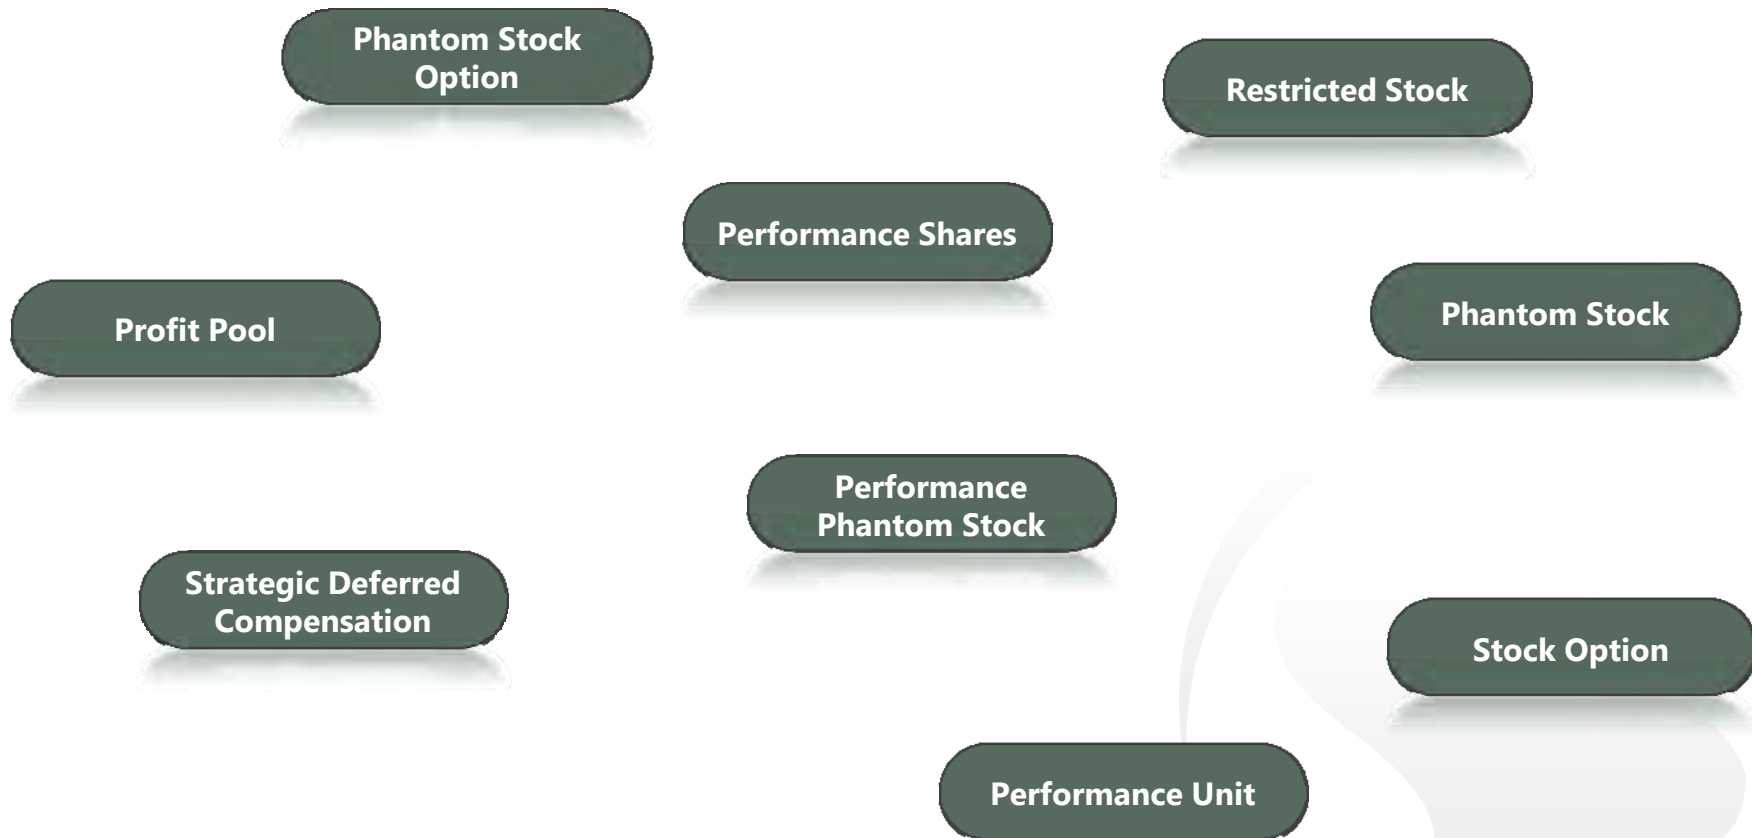 Phantom Stock
Option
Restricted Stock
Performance Shares
Phantom Stock
Profit Pool
Performance
Phantom Stock
Strategic Deferred
Compensation
Stock Option
Performance Unit